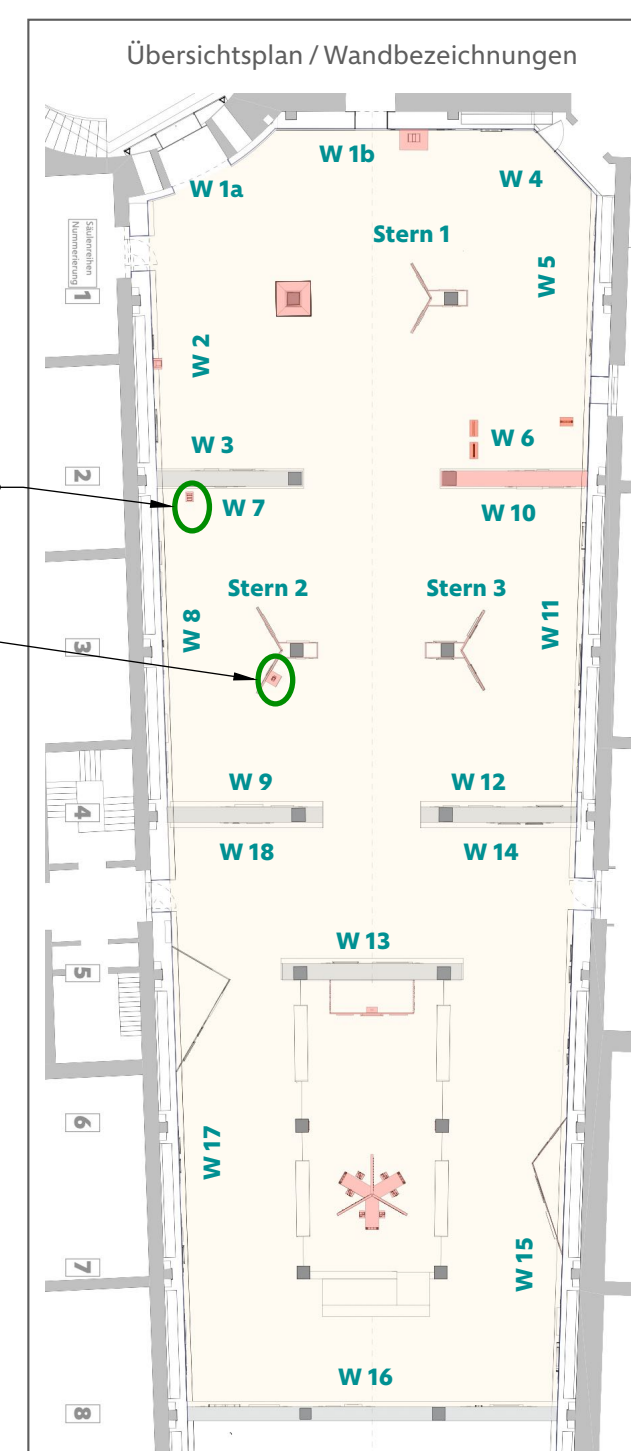 Übersichtsplan / Wandbezeichnungen
W 1b
W 4
W 1a
Säulenreihen
Nummerierung
1
Stern 1
W 5
W 2
W 3
W 6
2
W 7
W 10
Stern 2
Stern 3
W 8
W 11
3
W 9
W 12
4
W 18
W 14
W 13
5
6
W 17
W 15
7
W 16
8